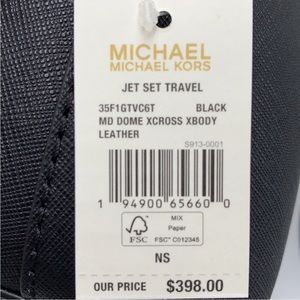 MICHAEL
MICHAEL KORS
JET SET TRAVEL
35F1GTVC6T BLACK
MD DOME XCROSS XBODY
LEATHER
S913-0001
1 94900 65660 0
FSC
MIX
Paper
FSC™ C012345
NS
OUR PRICE $398.00